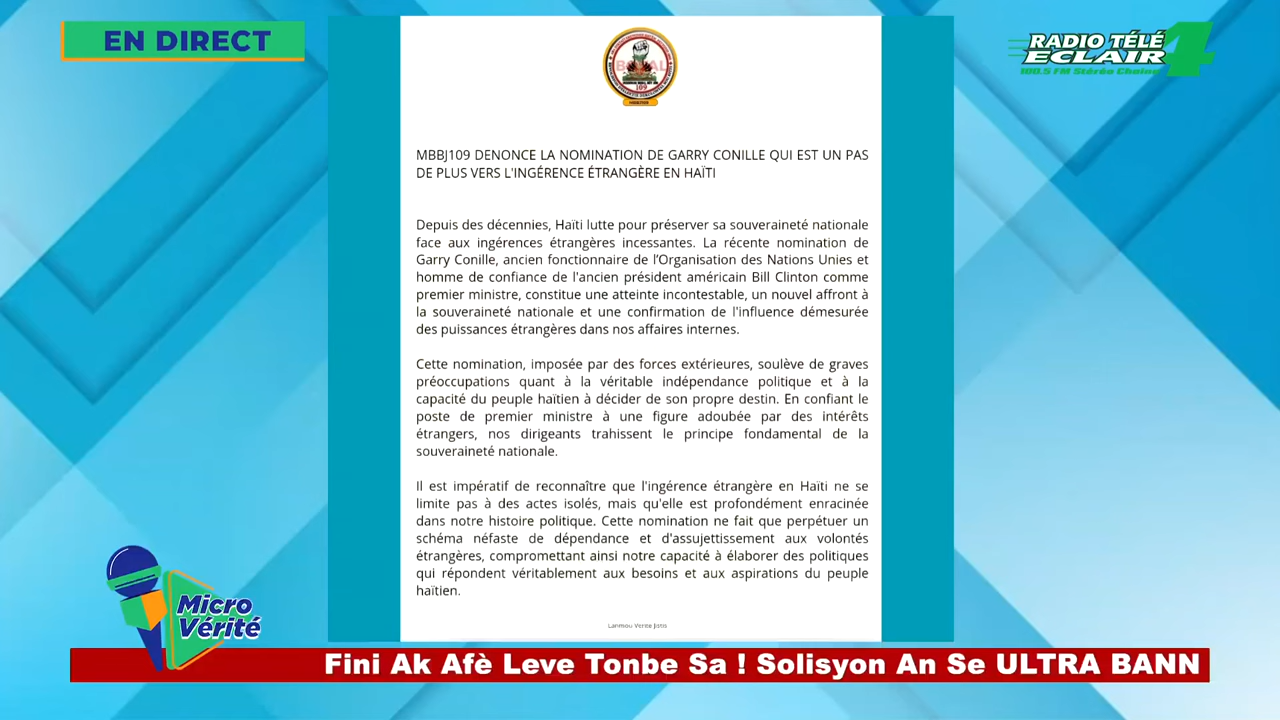 EN DIRECT
RADIO TÉLÉ
ECLAIR
4
100.5 FM Stéréo Chaine
109
MBBJ109 DENONCE LA NOMINATION DE GARRY CONILLE QUI EST UN PAS
DE PLUS VERS L'INGÉRENCE ÉTRANGÈRE EN HAÏTI
Depuis des décennies, Haïti lutte pour préserver sa souveraineté nationale
face aux ingérences étrangères incessantes. La récente nomination de
Garry Conille, ancien fonctionnaire de l’Organisation des Nations Unies et
homme de confiance de l'ancien président américain Bill Clinton comme
premier ministre, constitue une atteinte incontestable, un nouvel affront à
la souveraineté nationale et une confirmation de l'influence démesurée
des puissances étrangères dans nos affaires internes.
Cette nomination, imposée par des forces extérieures, soulève de graves
préoccupations quant à la véritable indépendance politique et à la
capacité du peuple haïtien à décider de son propre destin. En confiant le
poste de premier ministre à une figure adoubée par des intérêts
étrangers, nos dirigeants trahissent le principe fondamental de la
souveraineté nationale.
Il est impératif de reconnaître que l'ingérence étrangère en Haïti ne se
limite pas à des actes isolés, mais qu'elle est profondément enracinée
dans notre histoire politique. Cette nomination ne fait que perpétuer un
schéma néfaste de dépendance et d'assujettissement aux volontés
étrangères, compromettant ainsi notre capacité à élaborer des politiques
qui répondent véritablement aux besoins et aux aspirations du peuple
haïtien.
Lanmou Verite Jistis
Micro
Vérité
Fini Ak Afè Leve Tonbe Sa ! Solisyon An Se ULTRA BANN